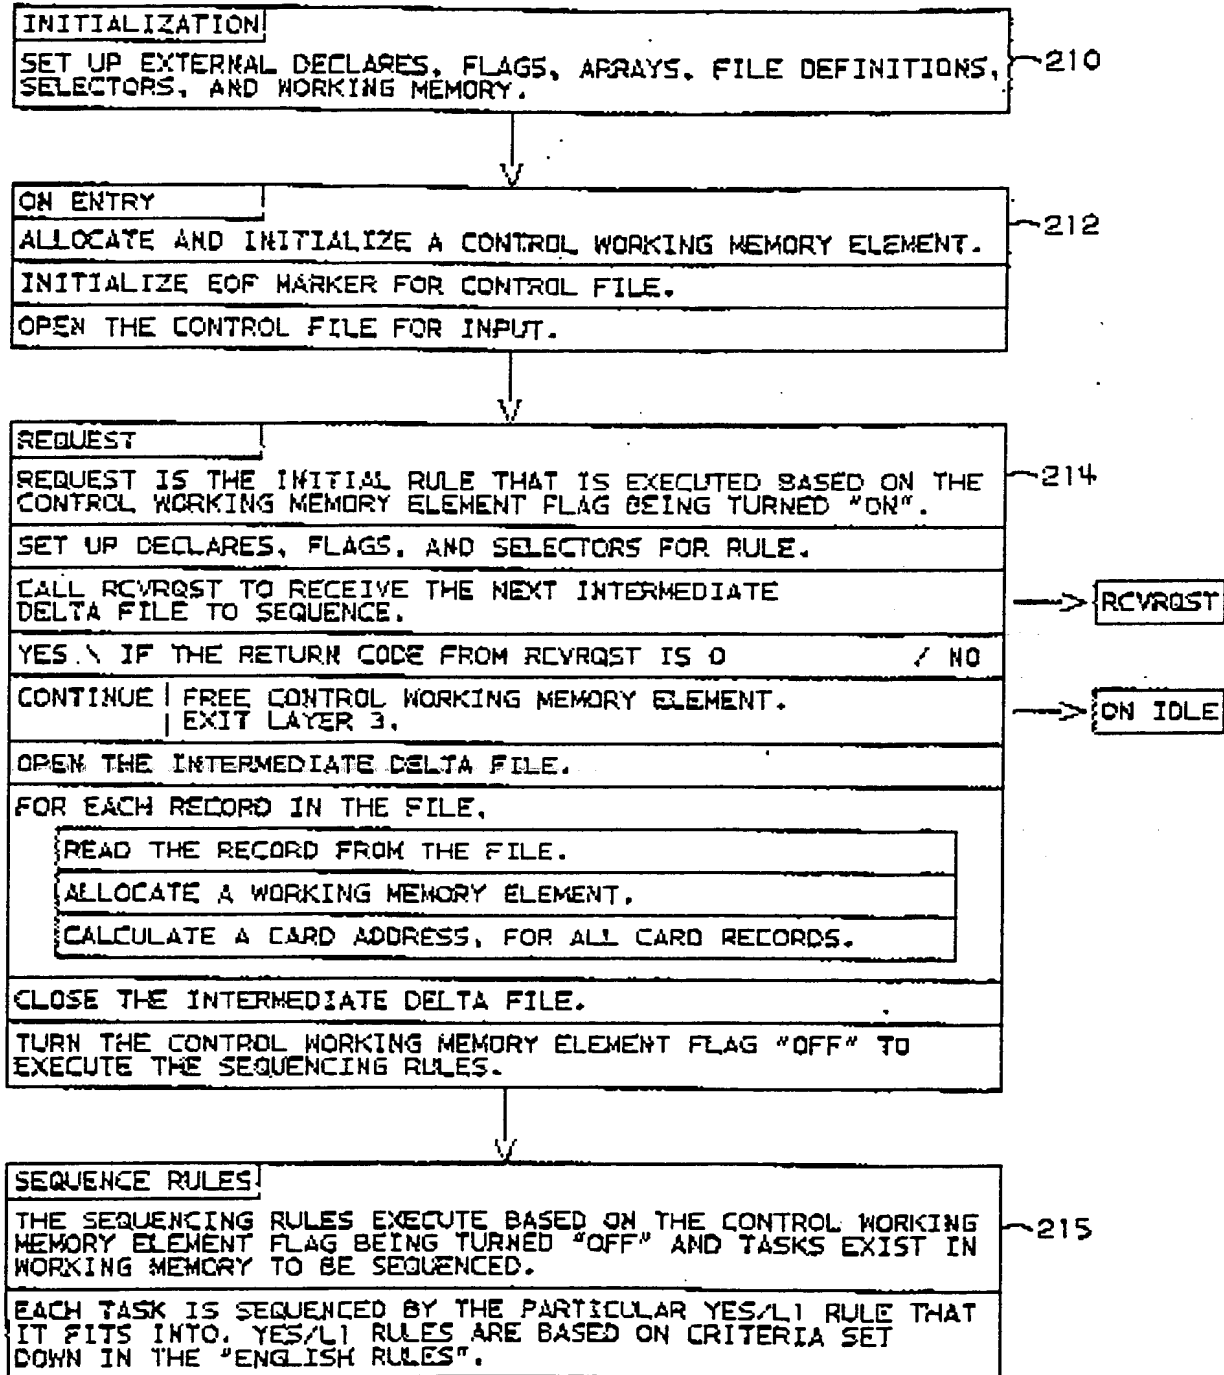 INITIALIZATION
SET UP EXTERNAL DECLARES, FLAGS, ARRAYS, FILE DEFINITIONS,
SELECTORS, AND WORKING MEMORY.
210
ON ENTRY
212
ALLOCATE AND INITIALIZE A CONTROL WORKING MEMORY ELEMENT.
INITIALIZE EOF MARKER FOR CONTROL FILE.
OPEN THE CONTROL FILE FOR INPUT.
REQUEST
REQUEST IS THE INITIAL RULE THAT IS EXECUTED BASED ON THE
CONTROL WORKING MEMORY ELEMENT FLAG BEING TURNED "ON".
214
SET UP DECLARES, FLAGS, AND SELECTORS FOR RULE.
CALL RCVRQST TO RECEIVE THE NEXT INTERMEDIATE
DELTA FILE TO SEQUENCE.
RCVRQST
YES \ IF THE RETURN CODE FROM RCVRQST IS 0 / NO
CONTINUE | FREE CONTROL WORKING MEMORY ELEMENT.
| EXIT LAYER 3.
ON IDLE
OPEN THE INTERMEDIATE DELTA FILE.
FOR EACH RECORD IN THE FILE,
READ THE RECORD FROM THE FILE.
ALLOCATE A WORKING MEMORY ELEMENT.
CALCULATE A CARD ADDRESS, FOR ALL CARD RECORDS.
CLOSE THE INTERMEDIATE DELTA FILE.
TURN THE CONTROL WORKING MEMORY ELEMENT FLAG "OFF" TO
EXECUTE THE SEQUENCING RULES.
SEQUENCE RULES
THE SEQUENCING RULES EXECUTE BASED ON THE CONTROL WORKING
MEMORY ELEMENT FLAG BEING TURNED "OFF" AND TASKS EXIST IN
WORKING MEMORY TO BE SEQUENCED.
215
EACH TASK IS SEQUENCED BY THE PARTICULAR YES/L1 RULE THAT
IT FITS INTO. YES/L1 RULES ARE BASED ON CRITERIA SET
DOWN IN THE "ENGLISH RULES".